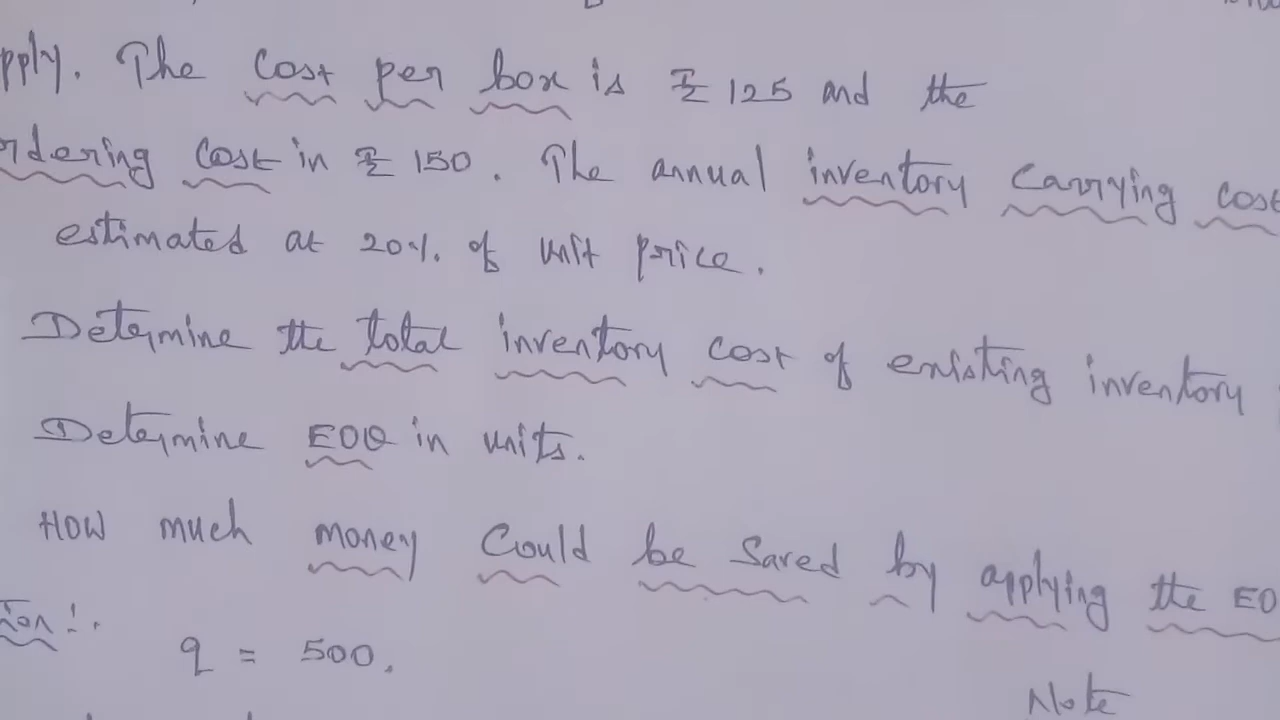 pply. The cost per box is ₹ 125 and the
rdering cost in ₹ 150. The annual inventory carrying cost
estimated at 20%. of unit price.
Determine the total inventory cost of existing inventory
Determine EOQ in units.
How much money could be saved by applying the EO
tion:.
q = 500.
Note